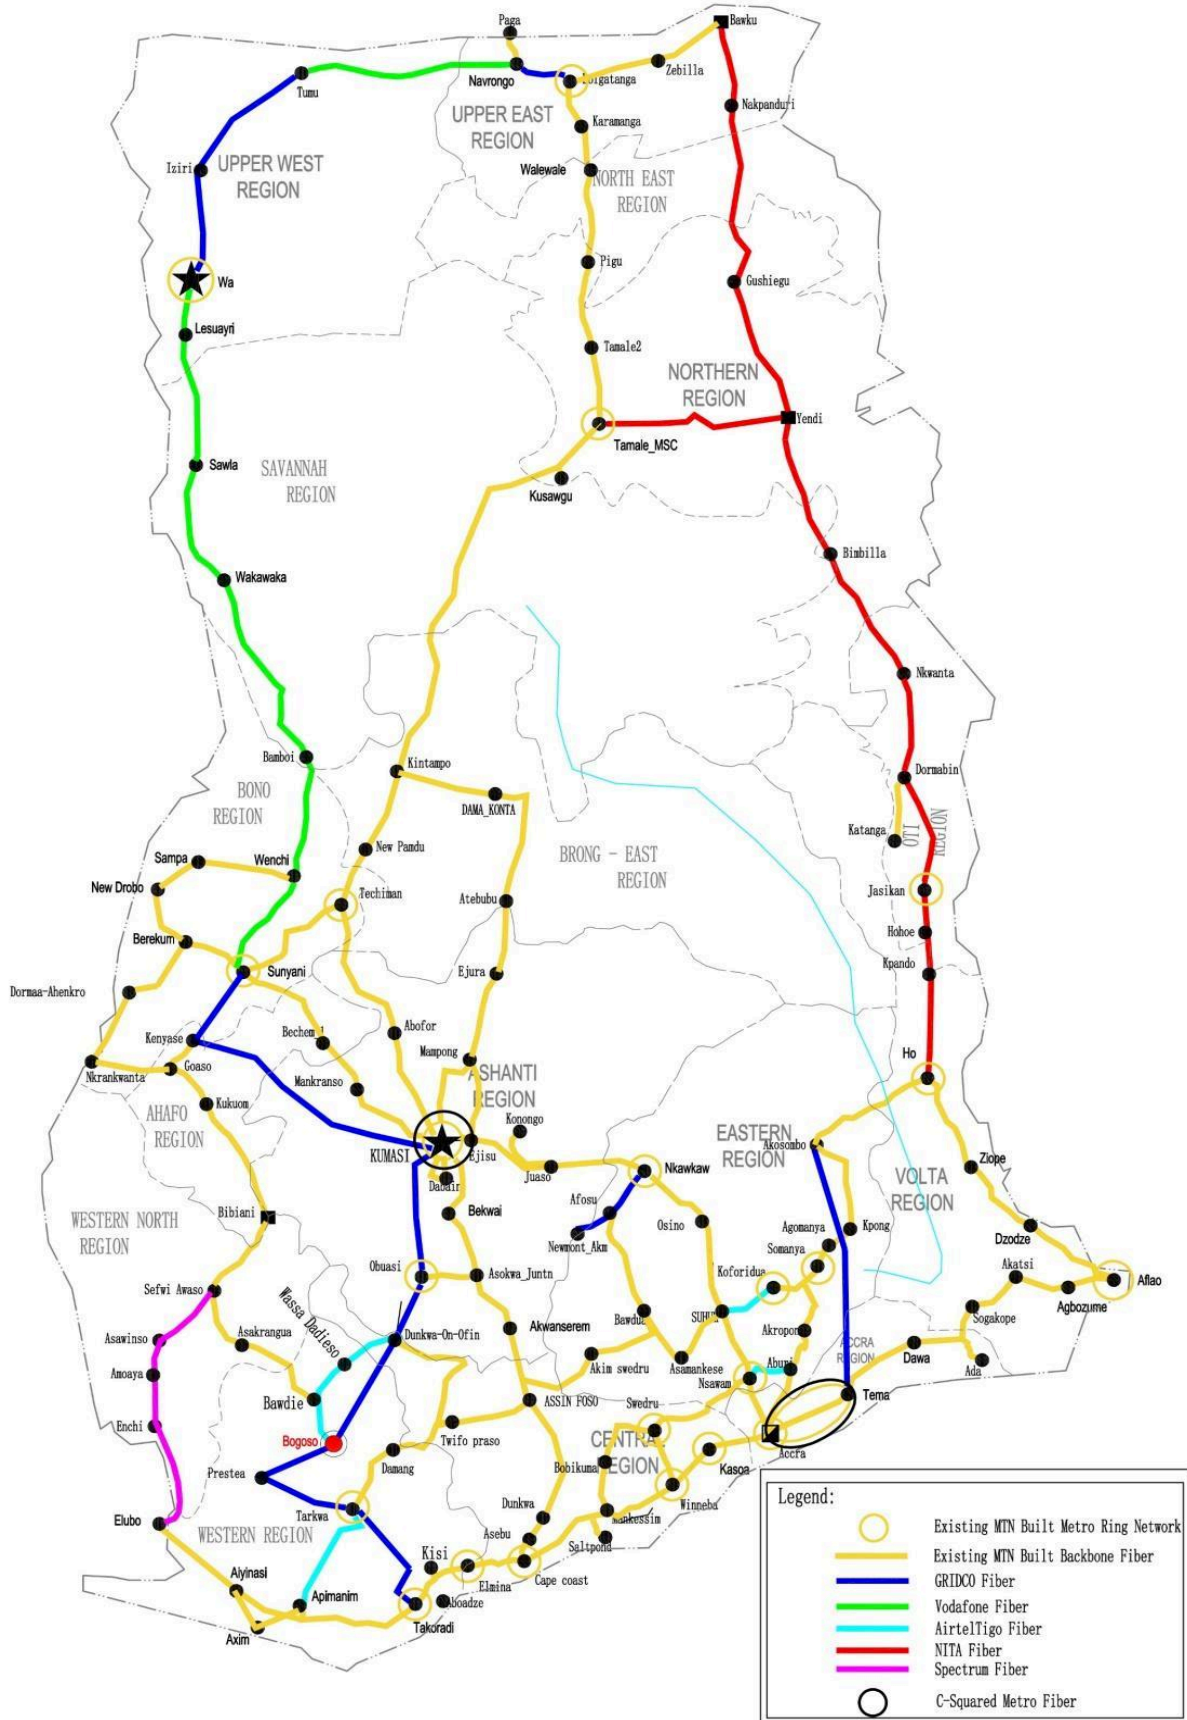 Paga
Bawku
Zebilla
Navrongo
Tumu
Nakpanduri
UPPER EAST
REGION
Karamanga
Iziri
UPPER WEST
REGION
Walewale
NORTH EAST
REGION
Pigu
Gushiegu
Wa
Lesuayri
Tamale2
NORTHERN
REGION
Yendi
Tamale_MSC
Sawla
SAVANNAH
REGION
Kusawgu
Bimbilla
Wakawaka
Nkwanta
Bamboi
Kintampo
Dormabin
BONO
REGION
DAMA_KONTA
Katanga
OTI
REGION
New Pamdu
BRONG - EAST
REGION
Sampa
Wenchi
New Drobo
Techiman
Atebubu
Jasikan
Hohoe
Berekum
Sunyani
Ejura
Kpando
Dormaa-Ahenkro
Kenyase
Bechem
Abofor
Mampong
Ho
Nkrankwanta
Goaso
Mankranso
ASHANTI
REGION
AHAFO
REGION
Kukuom
Konongo
EASTERN
REGION
Akosombo
KUMASI
Ejisu
Juaso
Nkawkaw
Ziope
VOLTA
REGION
Afosu
Bekwai
WESTERN NORTH
REGION
Bibiani
Osino
Agomanya
Kpong
Newmont_Akm
Somanya
Dzodze
Akatsi
Obuasi
Asokwa_Juntn
Koforidua
Aflao
Agbozume
Sefwi Awaso
Wassa Dadieso
Sogakope
Akwanserem
Asawinso
Asakrangua
Dunkwa-On-Ofin
Akropon
ACCRA
REGION
Akim swedru
Asamankese
Aburi
Dawa
Ada
Amoaya
Nsawam
Bawdie
ASSIN FOSO
Tema
Enchi
Swedru
Bogoso
Twifo praso
CENTRAL
REGION
Accra
Damang
Kasoa
Bobikuma
Prestea
Winneba
Tarkwa
Dunkwa
Mankessim
Elubo
WESTERN REGION
Asebu
Saltpond
Kisi
Elmina
Cape coast
Aiyinasi
Apimanim
Aboadze
Takoradi
Axim
Legend:
Existing MTN Built Metro Ring Network
Existing MTN Built Backbone Fiber
GRIDCO Fiber
Vodafone Fiber
AirtelTigo Fiber
NITA Fiber
Spectrum Fiber
C-Squared Metro Fiber